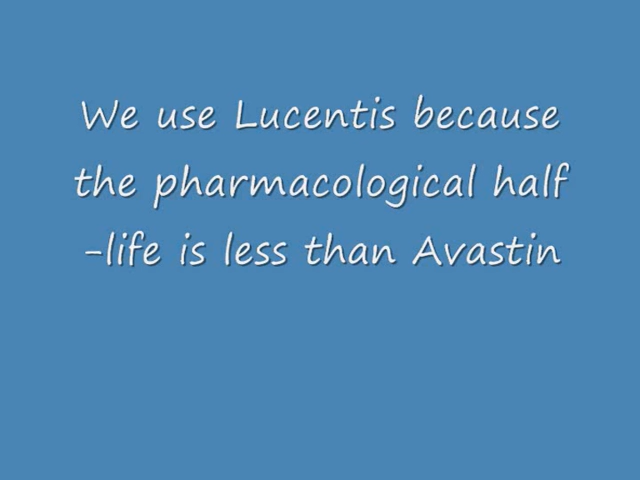 We use Lucentis because
the pharmacological half
-life is less than Avastin